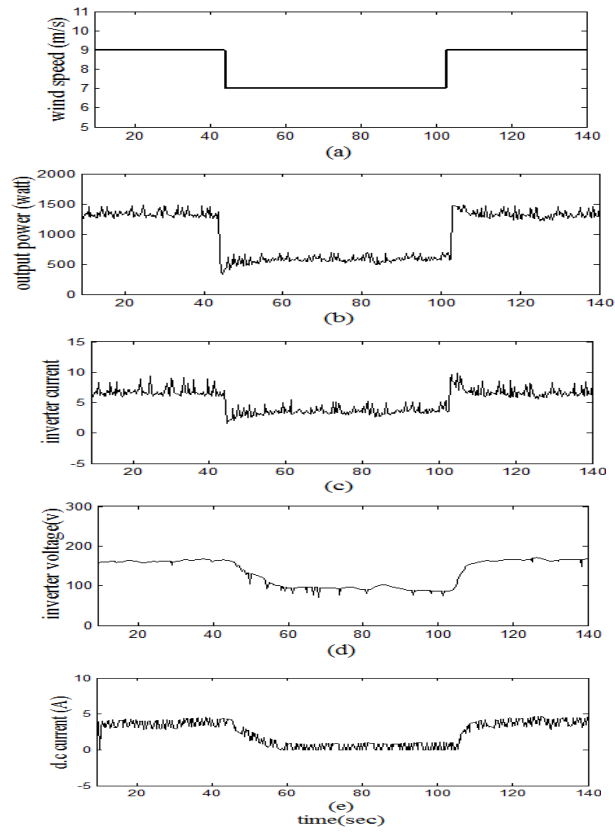 wind speed (m/s)
11
10
9
8
7
6
5
20 40 60 80 100 120 140
(a)
output power (watt)
2000
1500
1000
500
0
20 40 60 80 100 120 140
(b)
inverter current
15
10
5
0
-5
20 40 60 80 100 120 140
(c)
inverter voltage(v)
300
200
100
0
20 40 60 80 100 120 140
(d)
d.c current (A)
10
5
0
-5
20 40 60 80 100 120 140
(e)
time(sec)